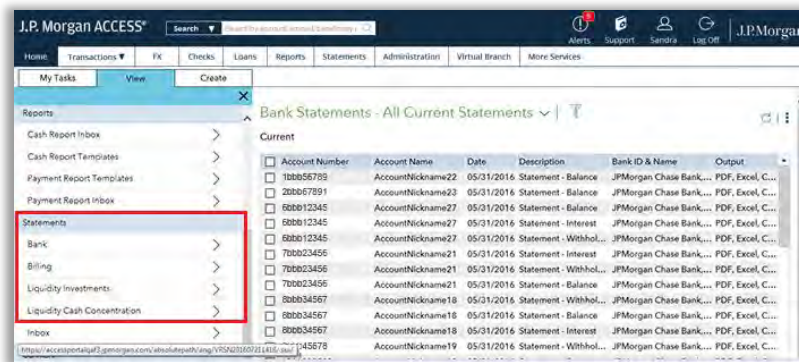 J.P. Morgan ACCESS®
Search ▼
8
Alerts
Support
Sandra
Log Off
J.P.Morgan
Home
Transactions ▼
FX
Checks
Loans
Reports
Statements
Administration
Virtual Branch
More Services
My Tasks
View
Create
Reports
Cash Report Inbox
Cash Report Templates
Payment Report Templates
Payment Report Inbox
Statements
Bank
Billing
Liquidity Investments
Liquidity Cash Concentration
Inbox
Bank Statements - All Current Statements
Current
Account Number Account Name Date Description Bank ID & Name Output
1bbb56789 AccountNickname22 05/31/2016 Statement - Balance JPMorgan Chase Bank,... PDF, Excel, C...
2bbb67891 AccountNickname23 05/31/2016 Statement - Balance JPMorgan Chase Bank,... PDF, Excel, C...
6bbb12345 AccountNickname27 05/31/2016 Statement - Balance JPMorgan Chase Bank,... PDF, Excel, C...
6bbb12345 AccountNickname27 05/31/2016 Statement - Interest JPMorgan Chase Bank,... PDF, Excel, C...
6bbb12345 AccountNickname27 05/31/2016 Statement - Withhol... JPMorgan Chase Bank,... PDF, Excel, C...
7bbb23456 AccountNickname21 05/31/2016 Statement - Interest JPMorgan Chase Bank,... PDF, Excel, C...
7bbb23456 AccountNickname21 05/31/2016 Statement - Withhol... JPMorgan Chase Bank,... PDF, Excel, C...
7bbb23456 AccountNickname21 05/31/2016 Statement - Balance JPMorgan Chase Bank,... PDF, Excel, C...
8bbb34567 AccountNickname18 05/31/2016 Statement - Withhol... JPMorgan Chase Bank,... PDF, Excel, C...
8bbb34567 AccountNickname18 05/31/2016 Statement - Balance JPMorgan Chase Bank,... PDF, Excel, C...
8bbb34567 AccountNickname18 05/31/2016 Statement - Interest JPMorgan Chase Bank,... PDF, Excel, C...
45678 AccountNickname19 05/31/2016 Statement - Withhol... JPMorgan Chase Bank,... PDF, Excel, C...